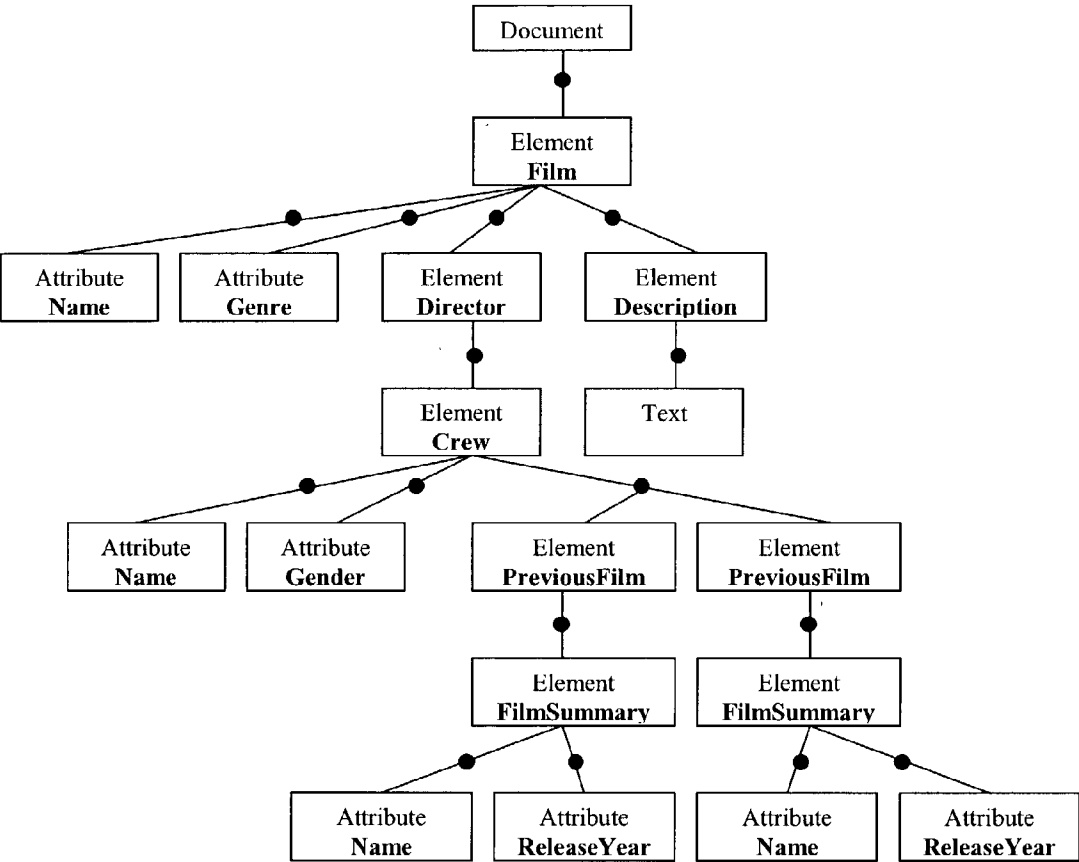 Document
Element
Film
Attribute
Name
Attribute
Genre
Element
Director
Element
Description
Element
Crew
Text
Attribute
Name
Attribute
Gender
Element
PreviousFilm
Element
PreviousFilm
Element
FilmSummary
Element
FilmSummary
Attribute
Name
Attribute
ReleaseYear
Attribute
Name
Attribute
ReleaseYear